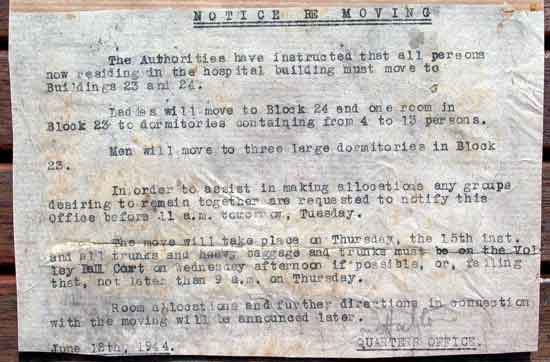 NOTICE RE MOVING
The Authorities have instructed that all persons
now residing in the hospital building must move to
Buildings 23 and 24.
Ladies will move to Block 24 and one room in
Block 23 to dormitories containing from 4 to 13 persons.
Men will move to three large dormitories in Block
23.
In order to assist in making allocations any groups
desiring to remain together are requested to notify this
Office before 11 a.m. tomorrow, Tuesday.
The move will take place on Thursday, the 15th inst.
and all trunks and heavy baggage and trunks must be on the Vol
ley Ball Court on Wednesday afternoon if possible, or, failing
that, not later than 9 a.m. on Thursday.
Room allocations and further directions in connection
with the moving will be announced later.
June 12th, 1944. QUARTERS OFFICE.